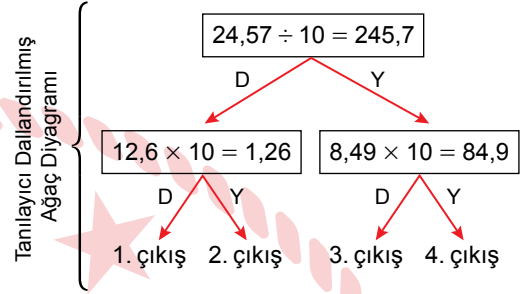 Tanılayıcı Dallandırılmış
Ağaç Diyagramı
24,57 ÷ 10 = 245,7
D Y
12,6 × 10 = 1,26 8,49 × 10 = 84,9
D Y D Y
1. çıkış 2. çıkış 3. çıkış 4. çıkış